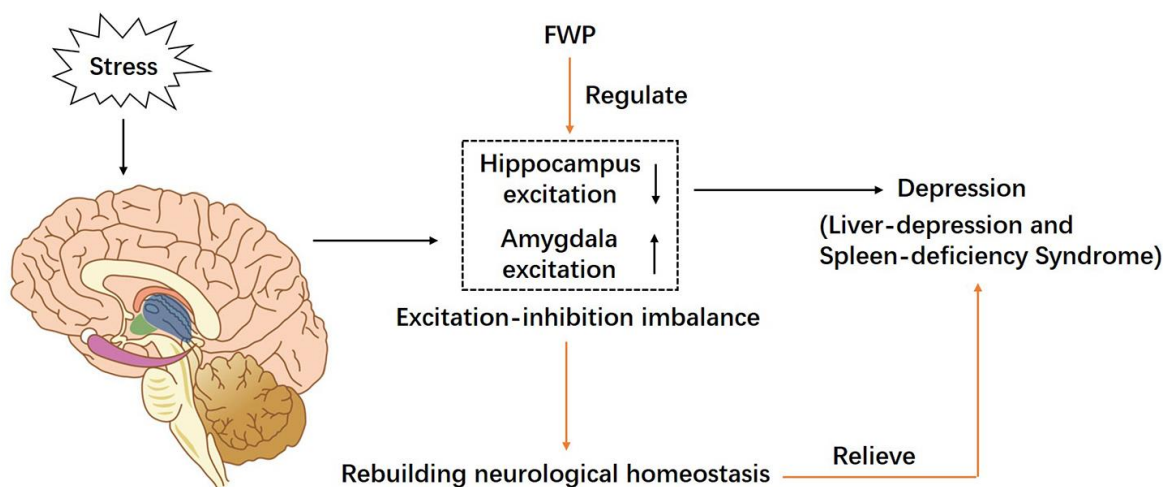 Stress
FWP
Regulate
Hippocampus
excitation
Amygdala
excitation
Excitation-inhibition imbalance
Depression
(Liver-depression and
Spleen-deficiency Syndrome)
Rebuilding neurological homeostasis
Relieve